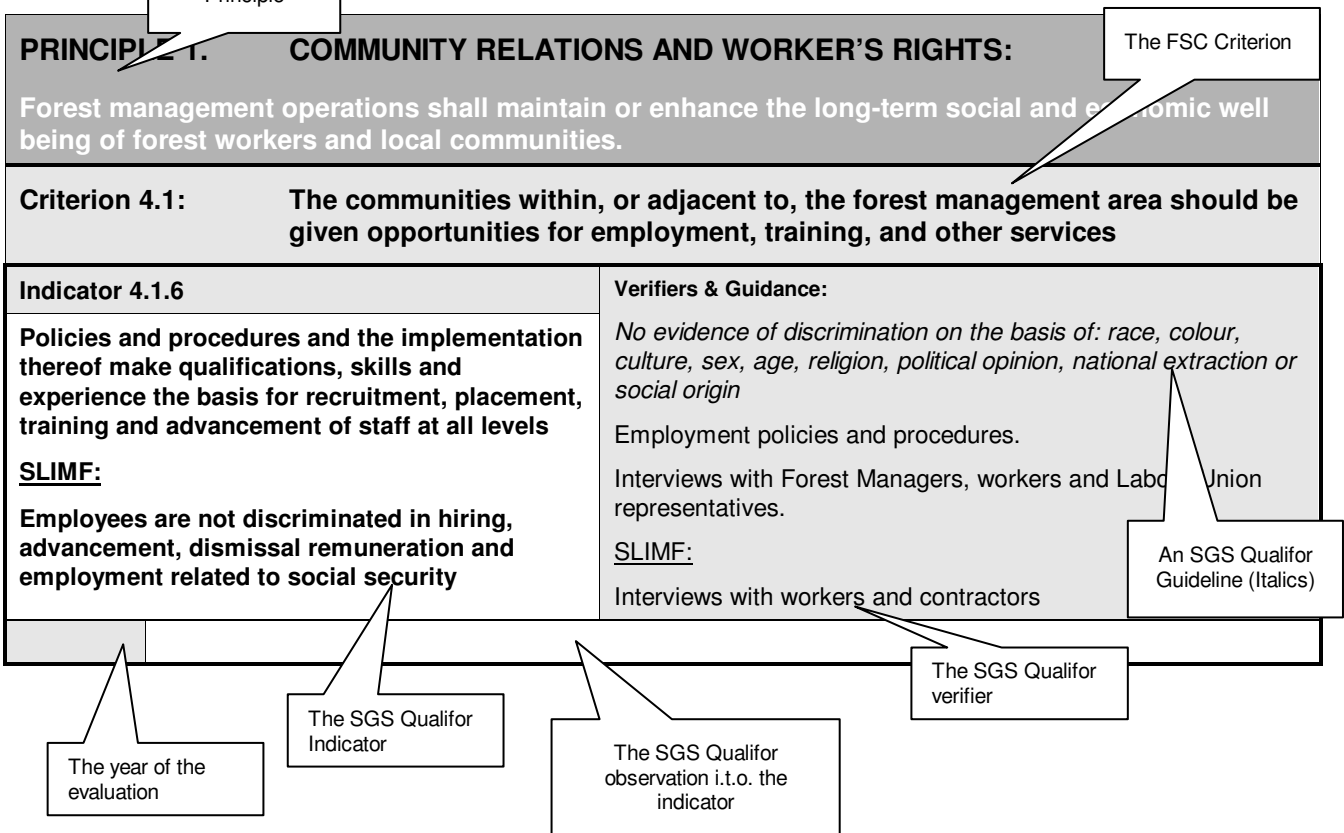 Principle
PRINCIPLE 1. COMMUNITY RELATIONS AND WORKER'S RIGHTS:
The FSC Criterion
Forest management operations shall maintain or enhance the long-term social and economic well
being of forest workers and local communities.
Criterion 4.1: The communities within, or adjacent to, the forest management area should be
given opportunities for employment, training, and other services
Indicator 4.1.6
Policies and procedures and the implementation
thereof make qualifications, skills and
experience the basis for recruitment, placement,
training and advancement of staff at all levels
SLIMF:
Employees are not discriminated in hiring,
advancement, dismissal remuneration and
employment related to social security
Verifiers & Guidance:
No evidence of discrimination on the basis of: race, colour,
culture, sex, age, religion, political opinion, national extraction or
social origin
Employment policies and procedures.
Interviews with Forest Managers, workers and Labour Union
representatives.
SLIMF:
Interviews with workers and contractors
An SGS Qualifor
Guideline (Italics)
The SGS Qualifor
verifier
The SGS Qualifor
Indicator
The SGS Qualifor
observation i.t.o. the
indicator
The year of the
evaluation